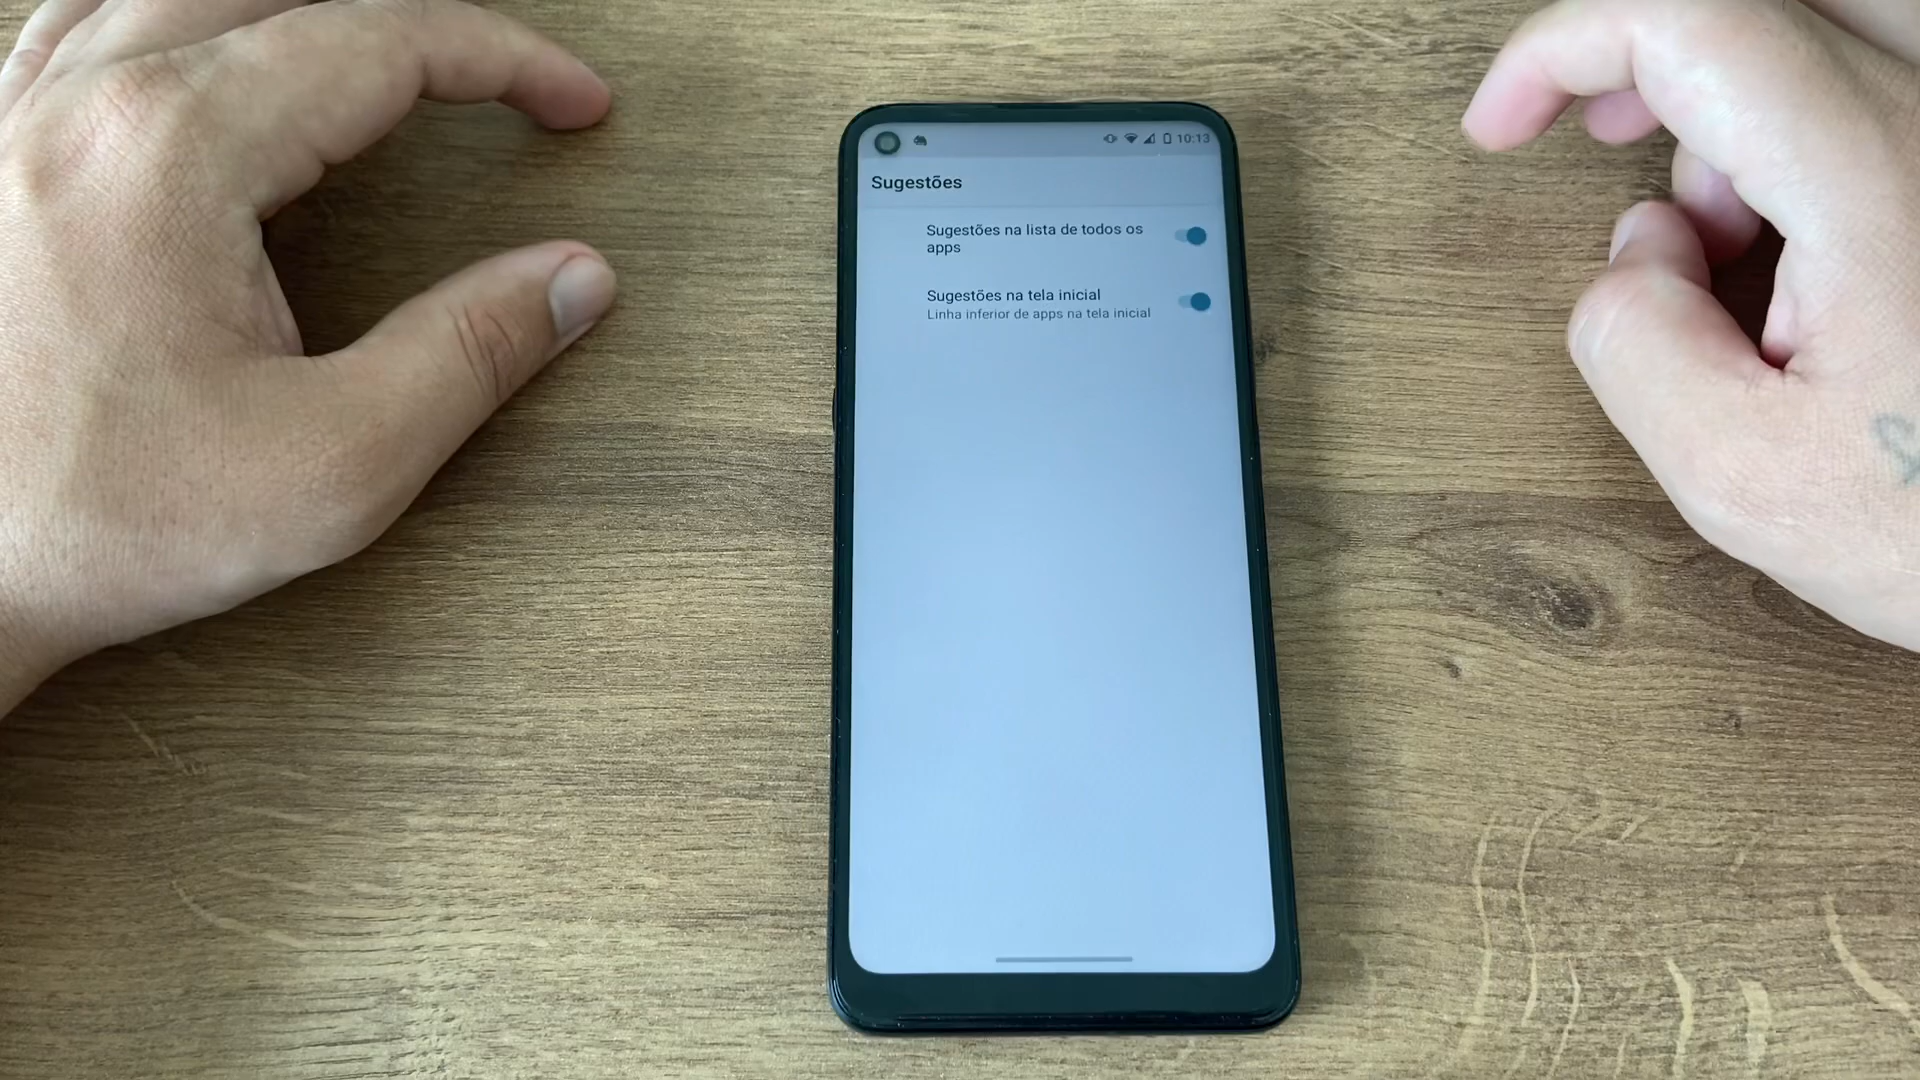 10:13
Sugestões
Sugestões na lista de todos os
apps
Sugestões na tela inicial
Linha inferior de apps na tela inicial